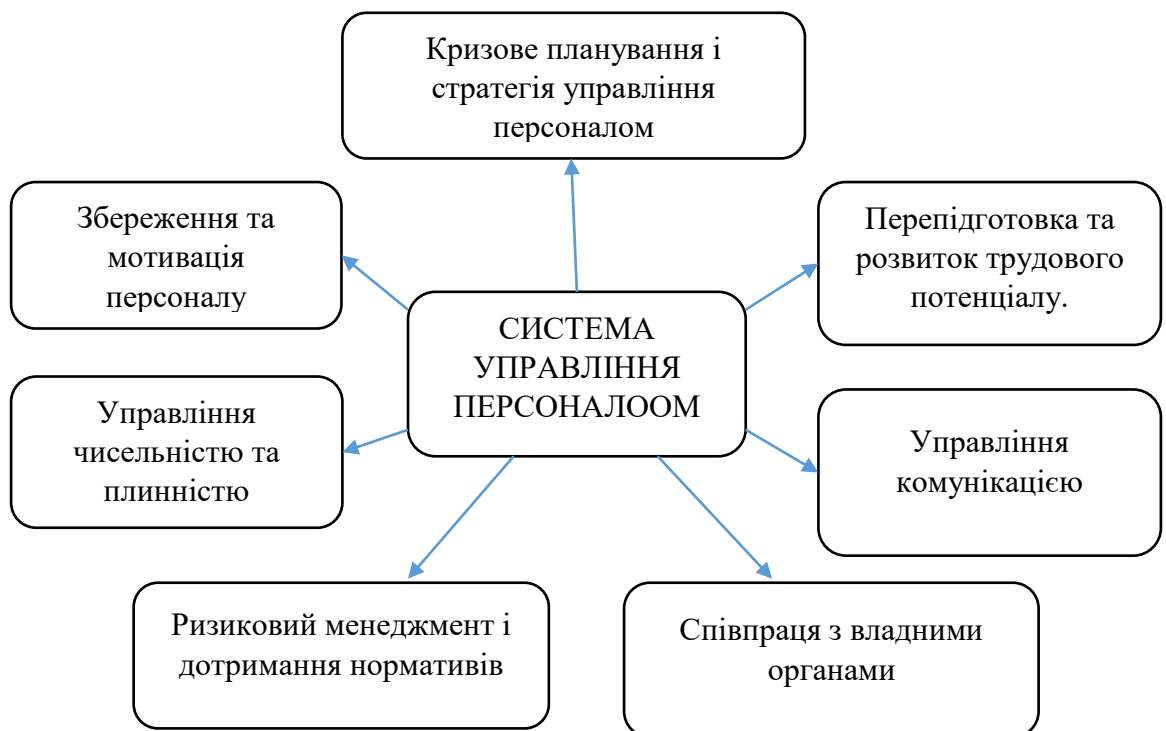 Кризове планування і
стратегія управління
персоналом
Збереження та
мотивація
персоналу
Перепідготовка та
розвиток трудового
потенціалу.
СИСТЕМА
УПРАВЛІННЯ
ПЕРСОНАЛООМ
Управління
чисельністю та
плинністю
Управління
комунікацією
Ризиковий менеджмент і
дотримання нормативів
Співпраця з владними
органами